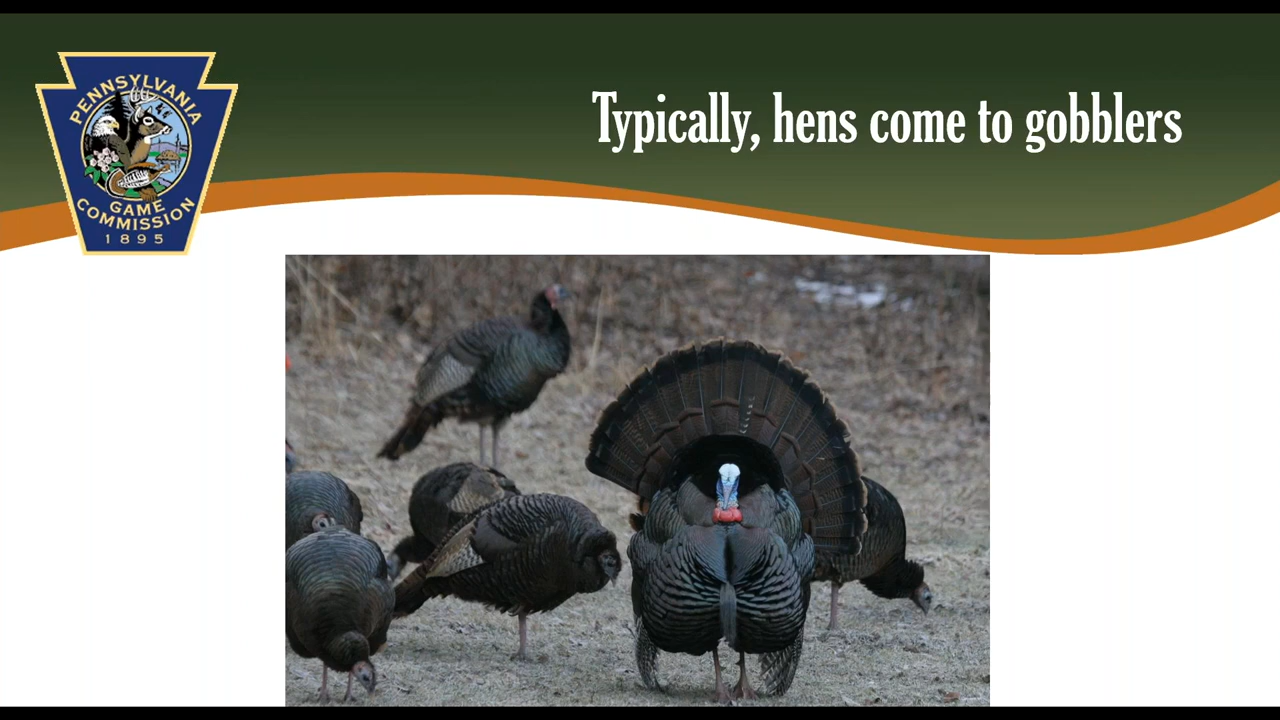 Typically, hens come to gobblers
PENNSYLVANIA
GAME
COMMISSION
1895